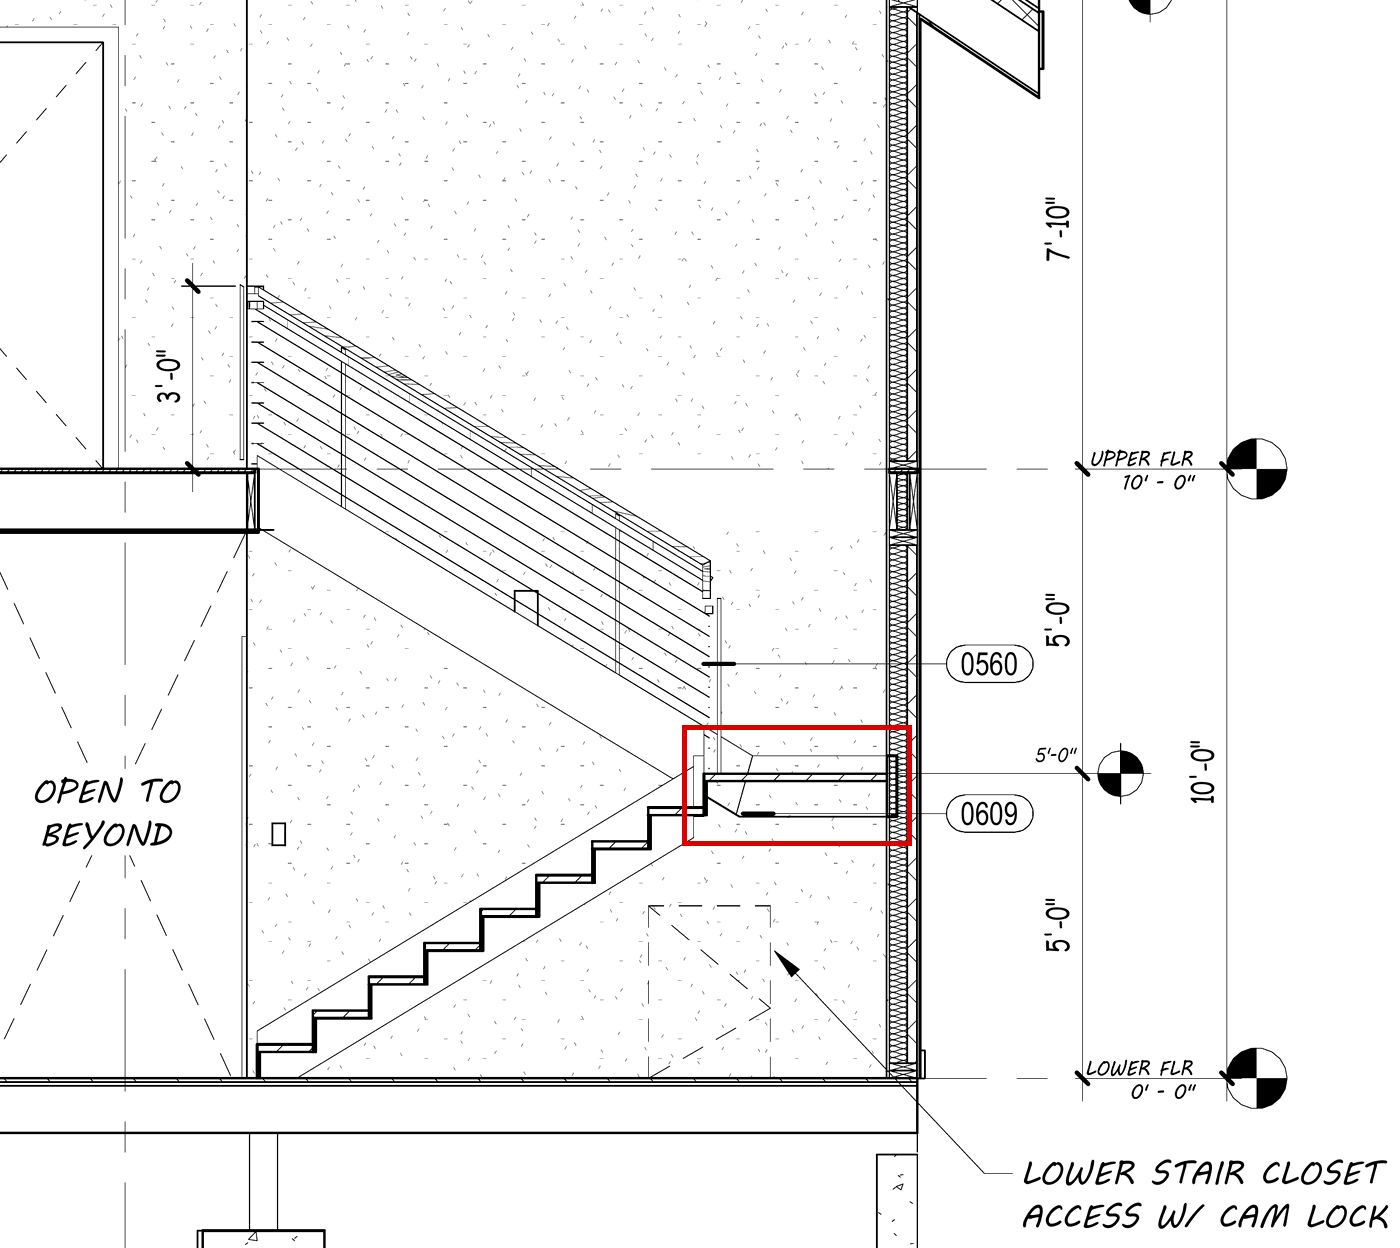 7'-10"
3'-0"
UPPER FLR
10' - 0"
5'-0"
0560
5'-0"
10'-0"
OPEN TO
BEYOND
0609
5'-0"
LOWER FLR
0' - 0"
LOWER STAIR CLOSET
ACCESS W/ CAM LOCK